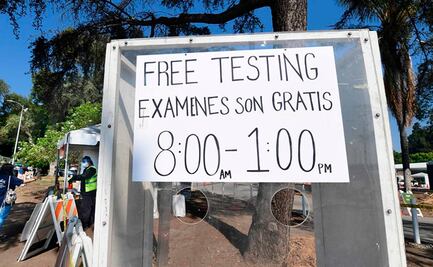 FREE TESTING
EXAMENES SON GRATIS
8:00AM - 1:00PM